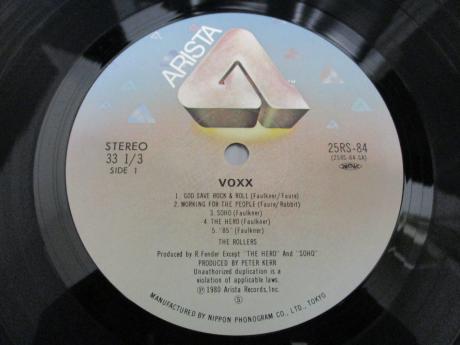 ARISTA
TM
STEREO
33 1/3
SIDE 1
25RS-84
(25RS-84-SA)
VOXX
1. GOD SAVE ROCK & ROLL (Faulkner/Faure)
2. WORKING FOR THE PEOPLE (Faure/Rabbit)
3. SOHO (Faulkner)
4. THE HERO (Faulkner)
5. "85" (Faulkner)
THE ROLLERS
Produced by R. Fender Except "THE HERO" And "SOHO"
PRODUCED BY PETER KERR
Unauthorized duplication is a
violation of applicable laws.
Ⓟ 1980 Arista Records, Inc.
Ⓢ
MANUFACTURED BY NIPPON PHONOGRAM CO., LTD., TOKYO